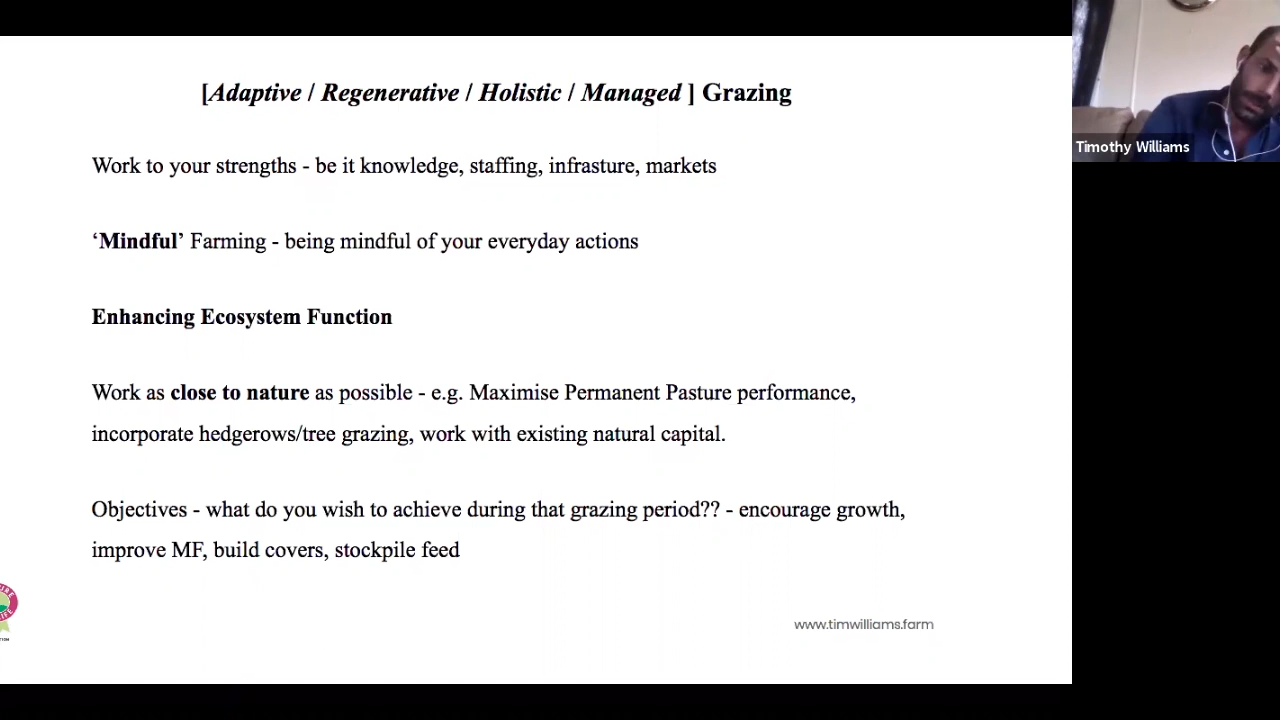 [Adaptive / Regenerative / Holistic / Managed ] Grazing
Work to your strengths - be it knowledge, staffing, infrasture, markets
‘Mindful’ Farming - being mindful of your everyday actions
Enhancing Ecosystem Function
Work as close to nature as possible - e.g. Maximise Permanent Pasture performance,
incorporate hedgerows/tree grazing, work with existing natural capital.
Objectives - what do you wish to achieve during that grazing period?? - encourage growth,
improve MF, build covers, stockpile feed
www.timwilliams.farm
Timothy Williams